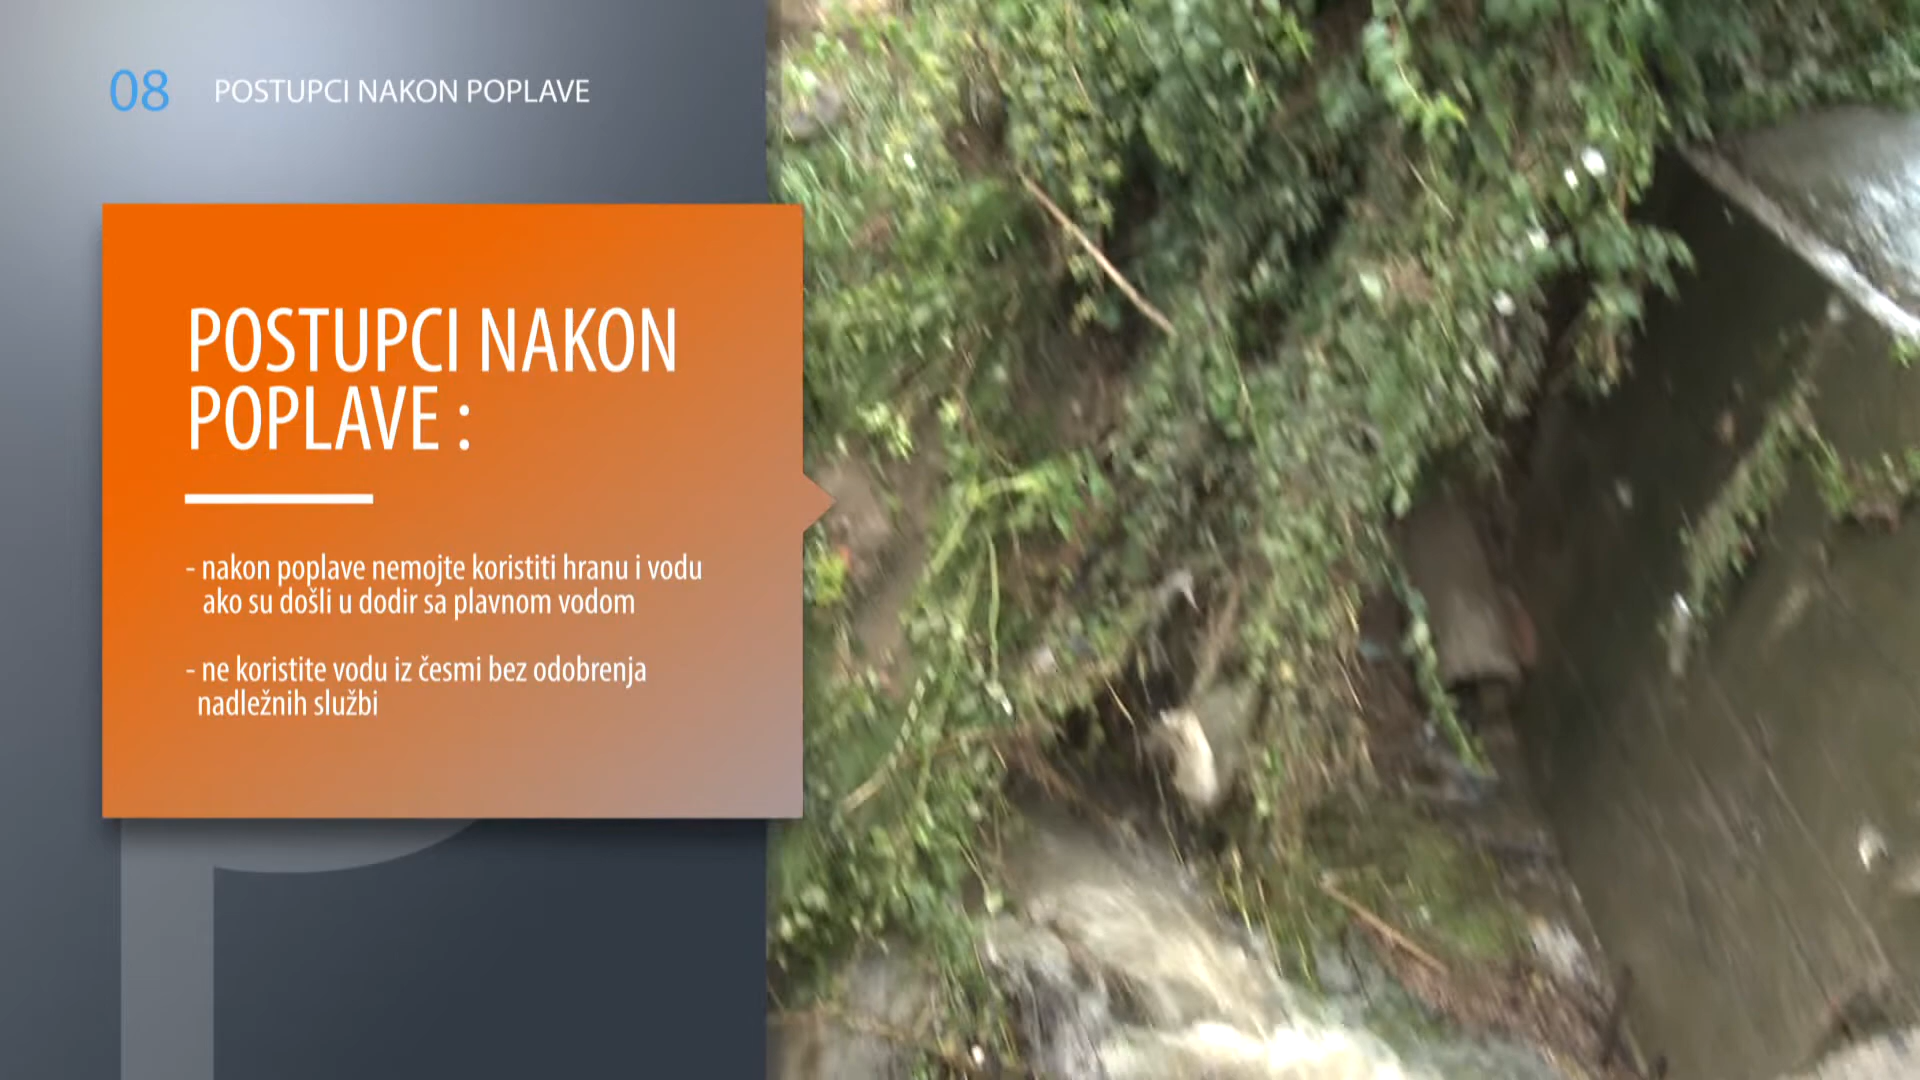 08 POSTUPCI NAKON POPLAVE
POSTUPCI NAKON
POPLAVE :
- nakon poplave nemojte koristiti hranu i vodu
ako su došli u dodir sa plavnom vodom
- ne koristite vodu iz česmi bez odobrenja
nadležnih službi